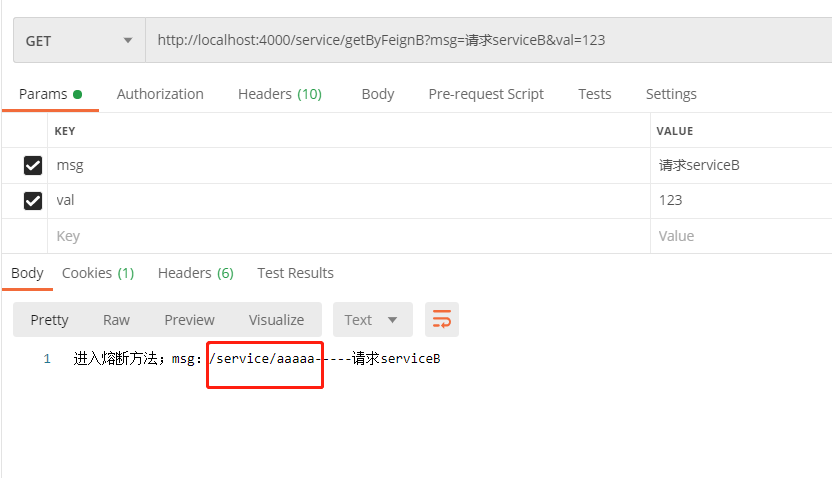 GET http://localhost:4000/service/getByFeignB?msg=请求serviceB&val=123
Params Authorization Headers (10) Body Pre-request Script Tests Settings
KEY VALUE
msg 请求serviceB
val 123
Key Value
Body Cookies (1) Headers (6) Test Results
Pretty Raw Preview Visualize Text
1 进入熔断方法；msg：/service/aaaaa-----请求serviceB